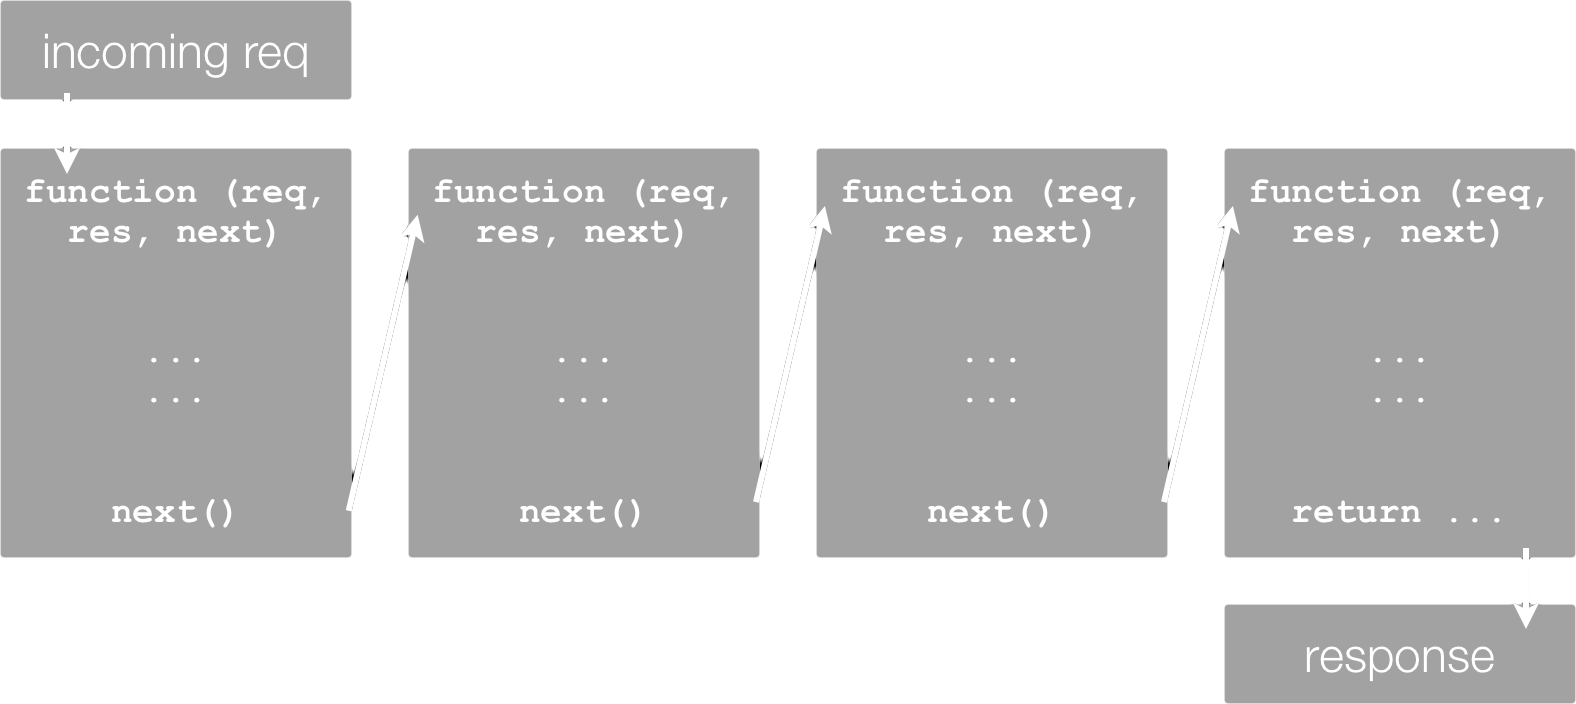 incoming req
function (req,
res, next)
...
...
next()
function (req,
res, next)
...
...
next()
function (req,
res, next)
...
...
next()
function (req,
res, next)
...
...
return ...
response